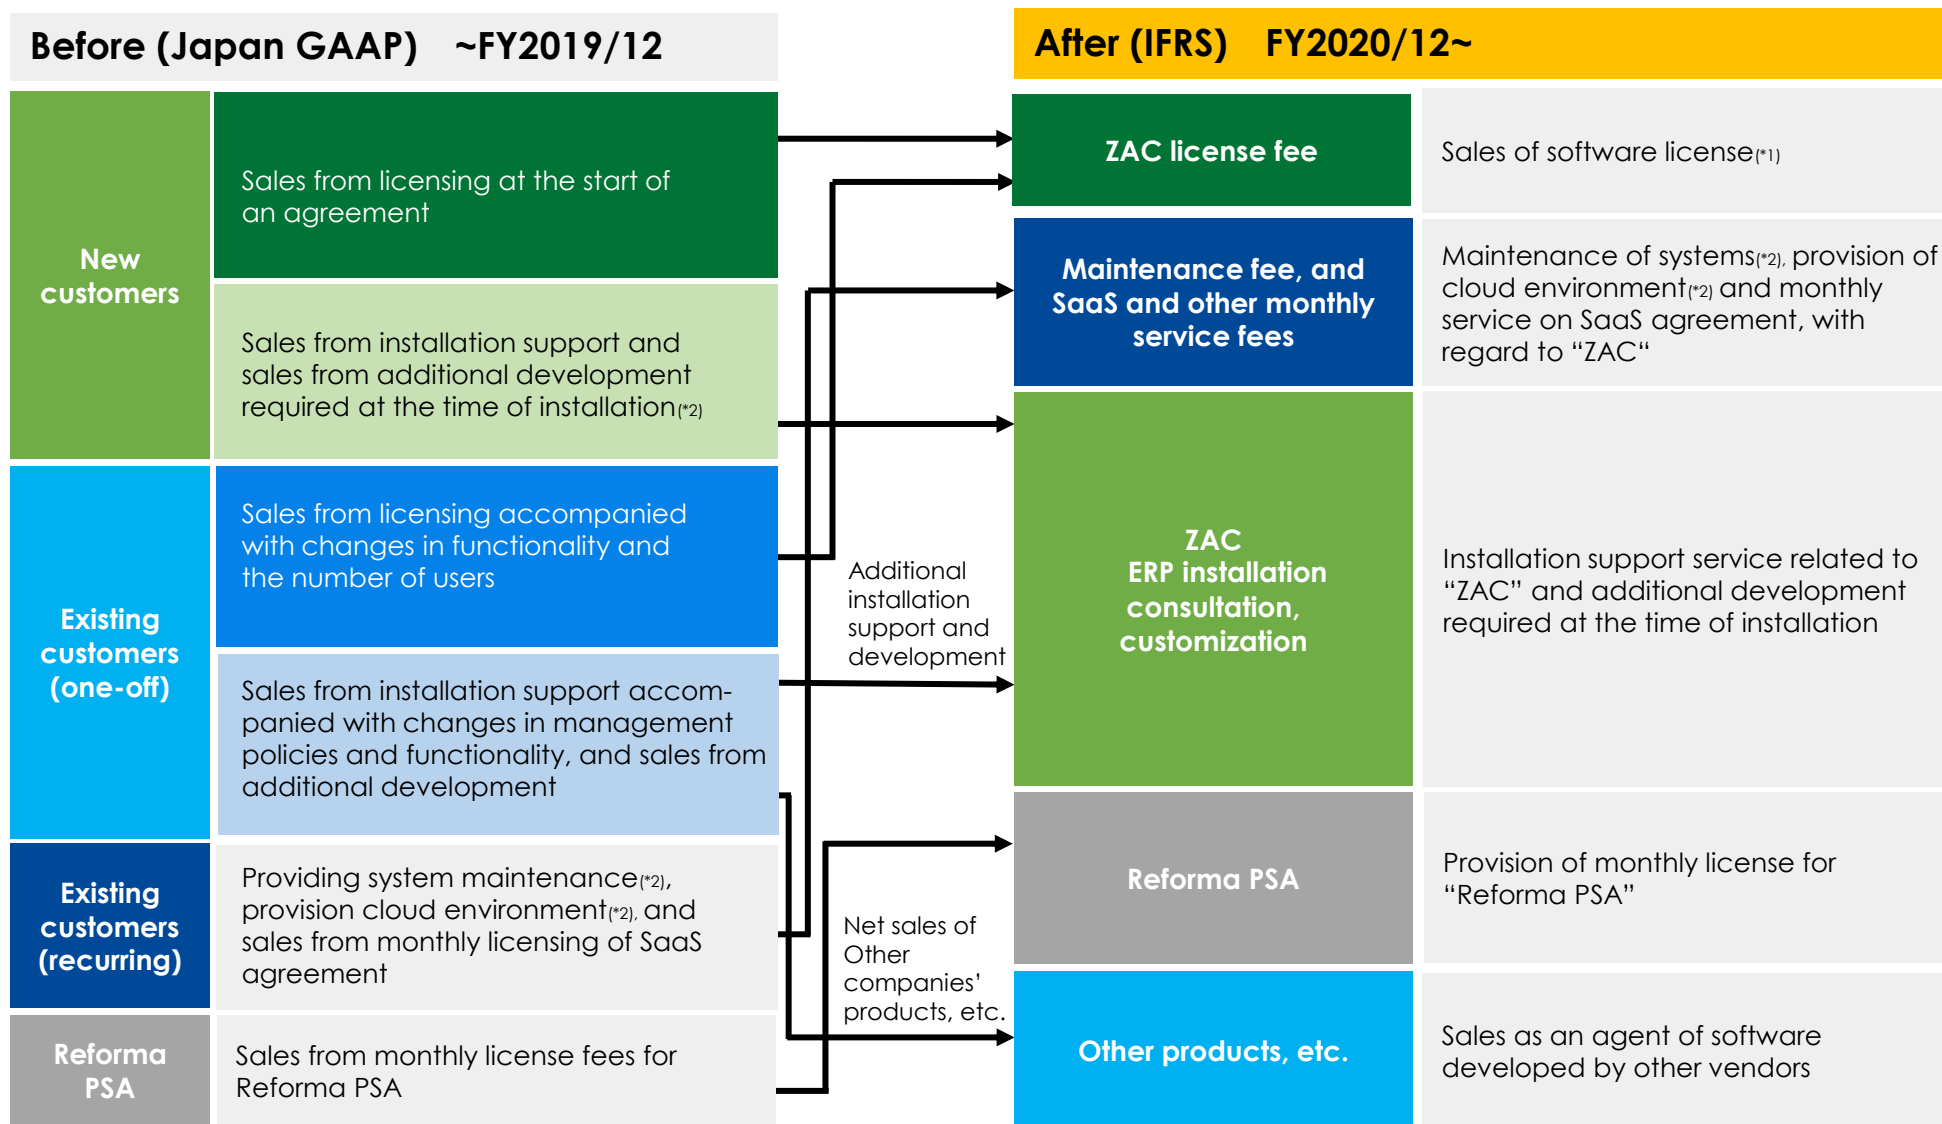 Before (Japan GAAP) ~FY2019/12
New
customers
Sales from licensing at the start of
an agreement
Sales from installation support and
sales from additional development
required at the time of installation(*2)
Existing
customers
(one-off)
Sales from licensing accompanied
with changes in functionality and
the number of users
Sales from installation support accom-
panied with changes in management
policies and functionality, and sales from
additional development
Existing
customers
(recurring)
Providing system maintenance(*2),
provision cloud environment(*2), and
sales from monthly licensing of SaaS
agreement
Reforma
PSA
Sales from monthly license fees for
Reforma PSA
Additional
installation
support and
development
Net sales of
Other
companies’
products, etc.
After (IFRS) FY2020/12~
ZAC license fee
Sales of software license(*1)
Maintenance fee, and
SaaS and other monthly
service fees
Maintenance of systems(*2), provision of
cloud environment(*2) and monthly
service on SaaS agreement, with
regard to “ZAC“
ZAC
ERP installation
consultation,
customization
Installation support service related to
“ZAC” and additional development
required at the time of installation
Reforma PSA
Provision of monthly license for
“Reforma PSA”
Other products, etc.
Sales as an agent of software
developed by other vendors